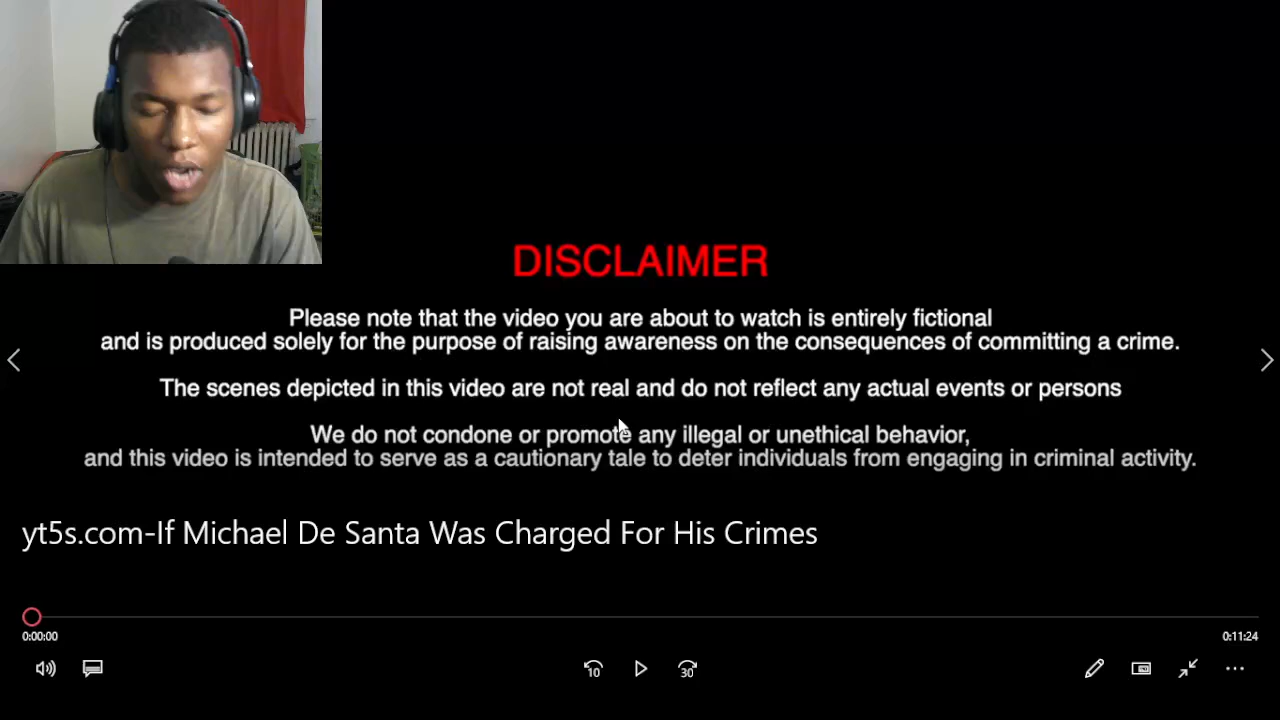 DISCLAIMER
Please note that the video you are about to watch is entirely fictional
and is produced solely for the purpose of raising awareness on the consequences of committing a crime.
The scenes depicted in this video are not real and do not reflect any actual events or persons
We do not condone or promote any illegal or unethical behavior,
and this video is intended to serve as a cautionary tale to deter individuals from engaging in criminal activity.
yt5s.com-If Michael De Santa Was Charged For His Crimes
0:00:00
0:11:24
10
30